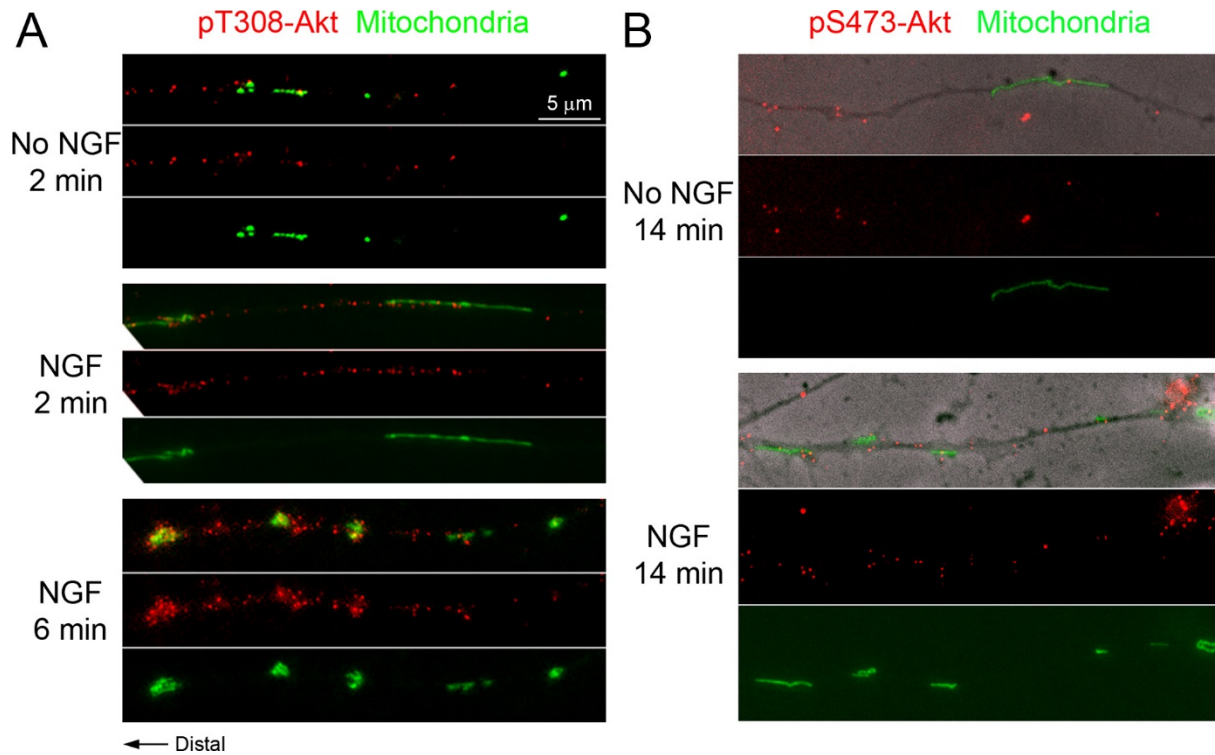 A
pT308-Akt Mitochondria
No NGF
2 min
5 μm
NGF
2 min
NGF
6 min
Distal
B
pS473-Akt Mitochondria
No NGF
14 min
NGF
14 min